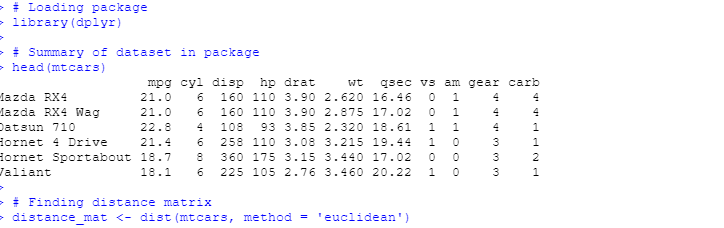 > # Loading package
> library(dplyr)
>
> # Summary of dataset in package
> head(mtcars)
                   mpg cyl disp  hp drat    wt  qsec vs am gear carb
Mazda RX4         21.0   6  160 110 3.90 2.620 16.46  0  1    4    4
Mazda RX4 Wag     21.0   6  160 110 3.90 2.875 17.02  0  1    4    4
Datsun 710        22.8   4  108  93 3.85 2.320 18.61  1  1    4    1
Hornet 4 Drive    21.4   6  258 110 3.08 3.215 19.44  1  0    3    1
Hornet Sportabout 18.7   8  360 175 3.15 3.440 17.02  0  0    3    2
Valiant           18.1   6  225 105 2.76 3.460 20.22  1  0    3    1
>
> # Finding distance matrix
> distance_mat <- dist(mtcars, method = 'euclidean')